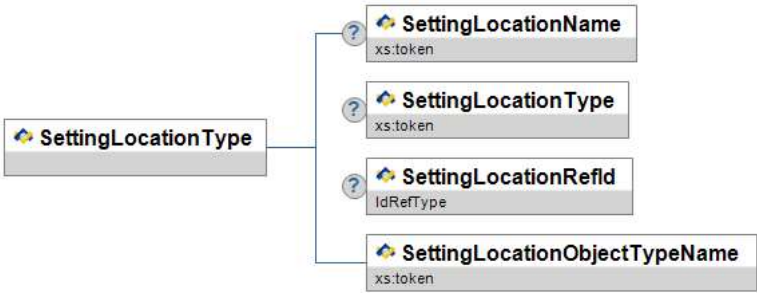 ?
SettingLocationName
xs:token
?
SettingLocationType
xs:token
SettingLocationType
?
SettingLocationRefId
IdRefType
SettingLocationObjectTypeName
xs:token